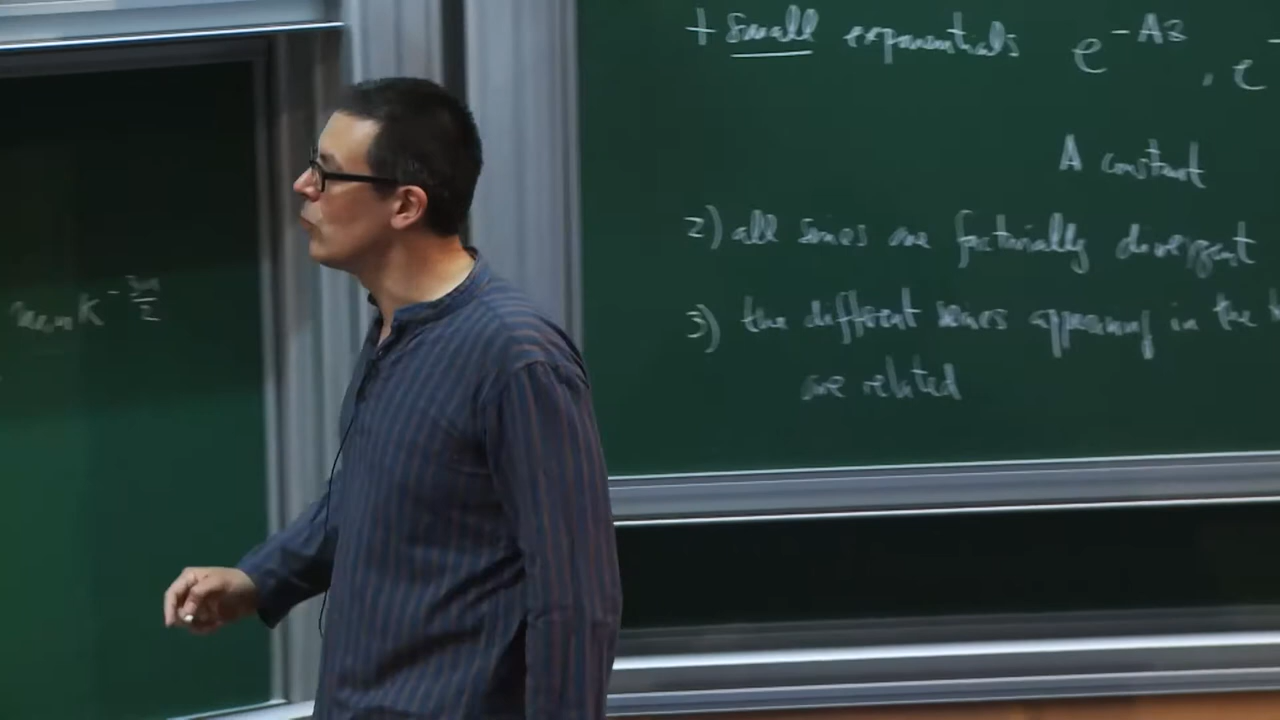 + small exponentials e^{-Az}, e^-
A constant
2) all series are factorially divergent
3) the different series appearing in the
are related
K^{-\frac{3n}{2}}